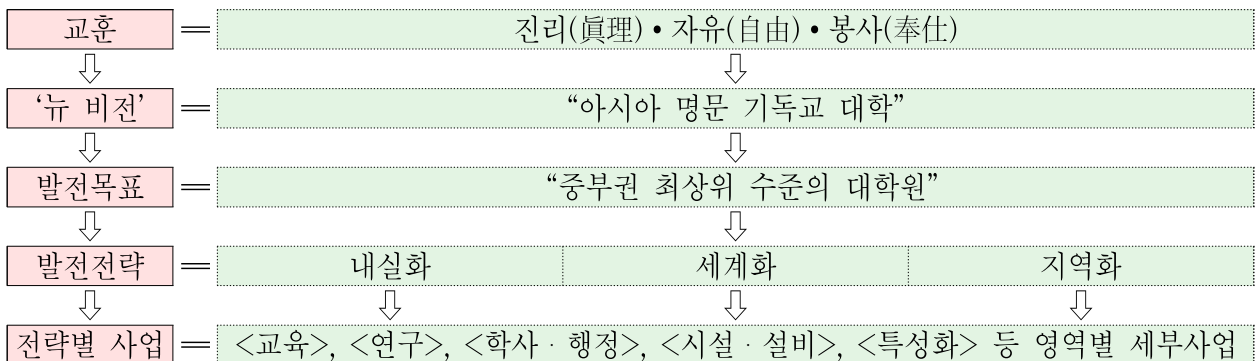 교훈 진리(眞理) • 자유(自由) • 봉사(奉仕)
‘뉴 비전’ “아시아 명문 기독교 대학”
발전목표 “중부권 최상위 수준의 대학원”
발전전략 내실화 세계화 지역화
전략별 사업 <교육>, <연구>, <학사 · 행정>, <시설 · 설비>, <특성화> 등 영역별 세부사업